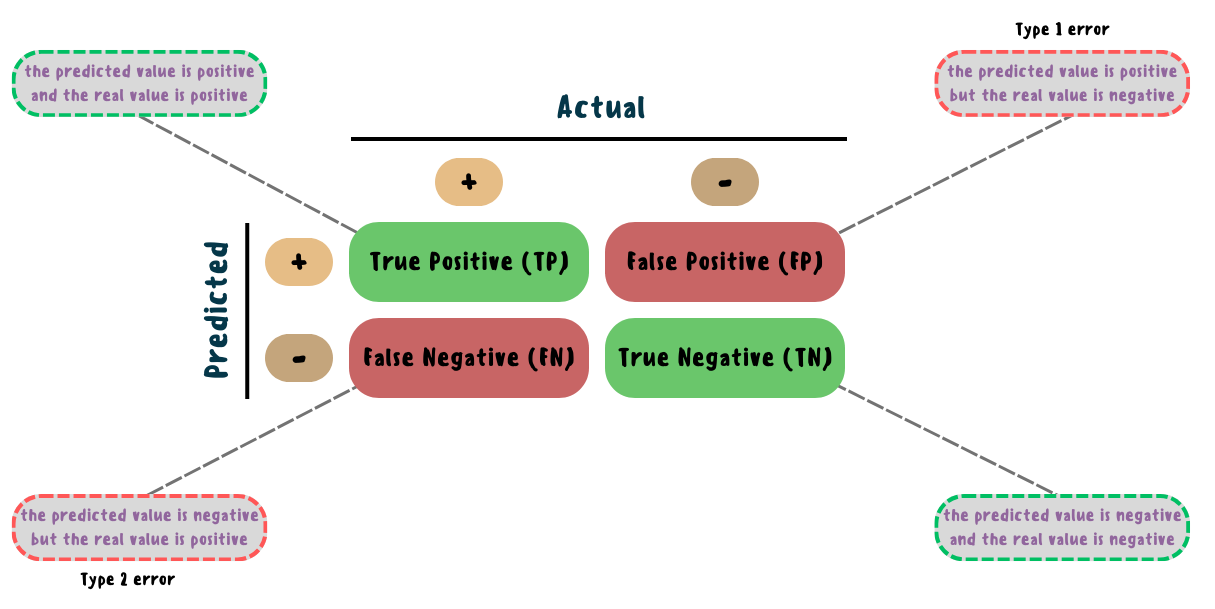 Type 1 error
the predicted value is positive
and the real value is positive
the predicted value is positive
but the real value is negative
Actual
+
-
Predicted
+
True Positive (TP)
False Positive (FP)
-
False Negative (FN)
True Negative (TN)
the predicted value is negative
but the real value is positive
Type 2 error
the predicted value is negative
and the real value is negative